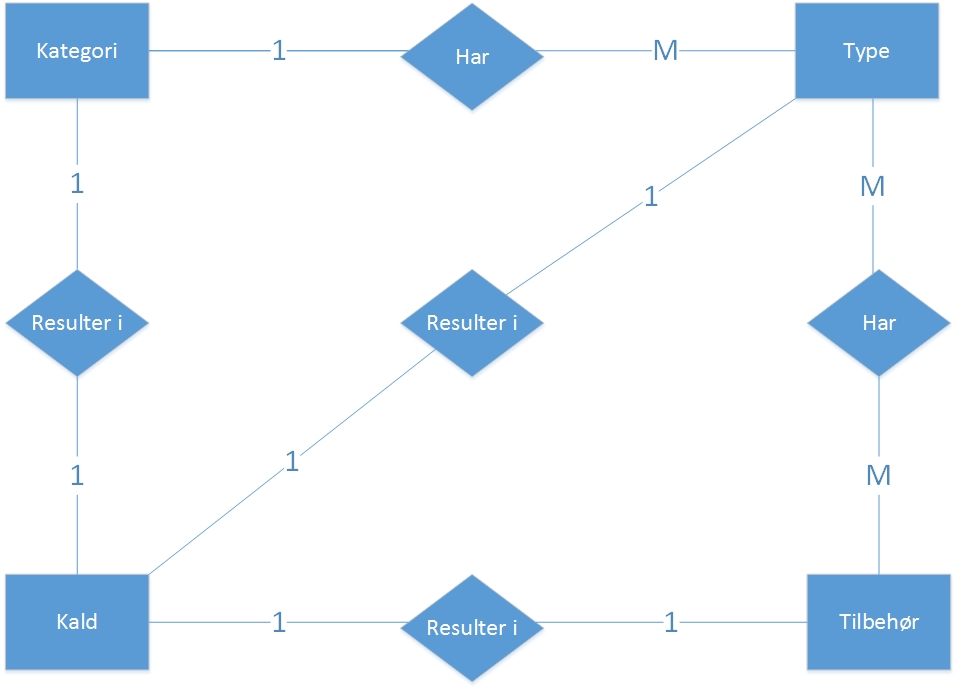 Kategori
1
Har
M
Type
1
M
1
Resulter i
Resulter i
Har
1
1
M
Kald
1
Resulter i
1
Tilbehør